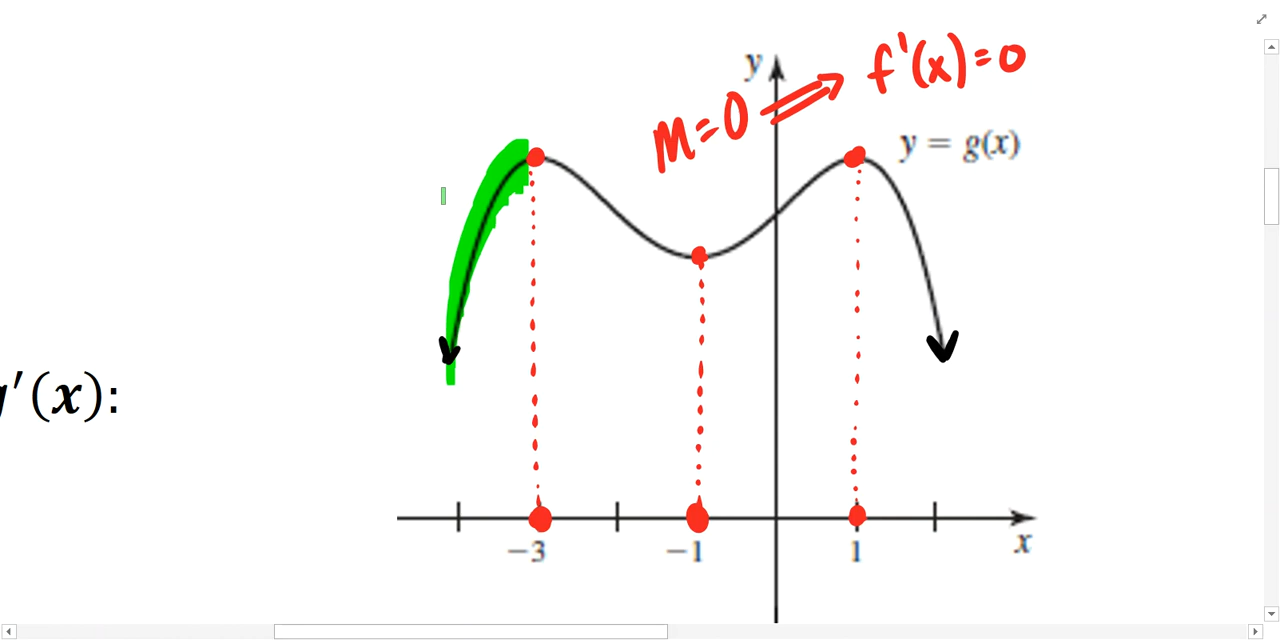 y
m=0 ⟹ f'(x)=0
y = g(x)
′(x):
−3
−1
1
x